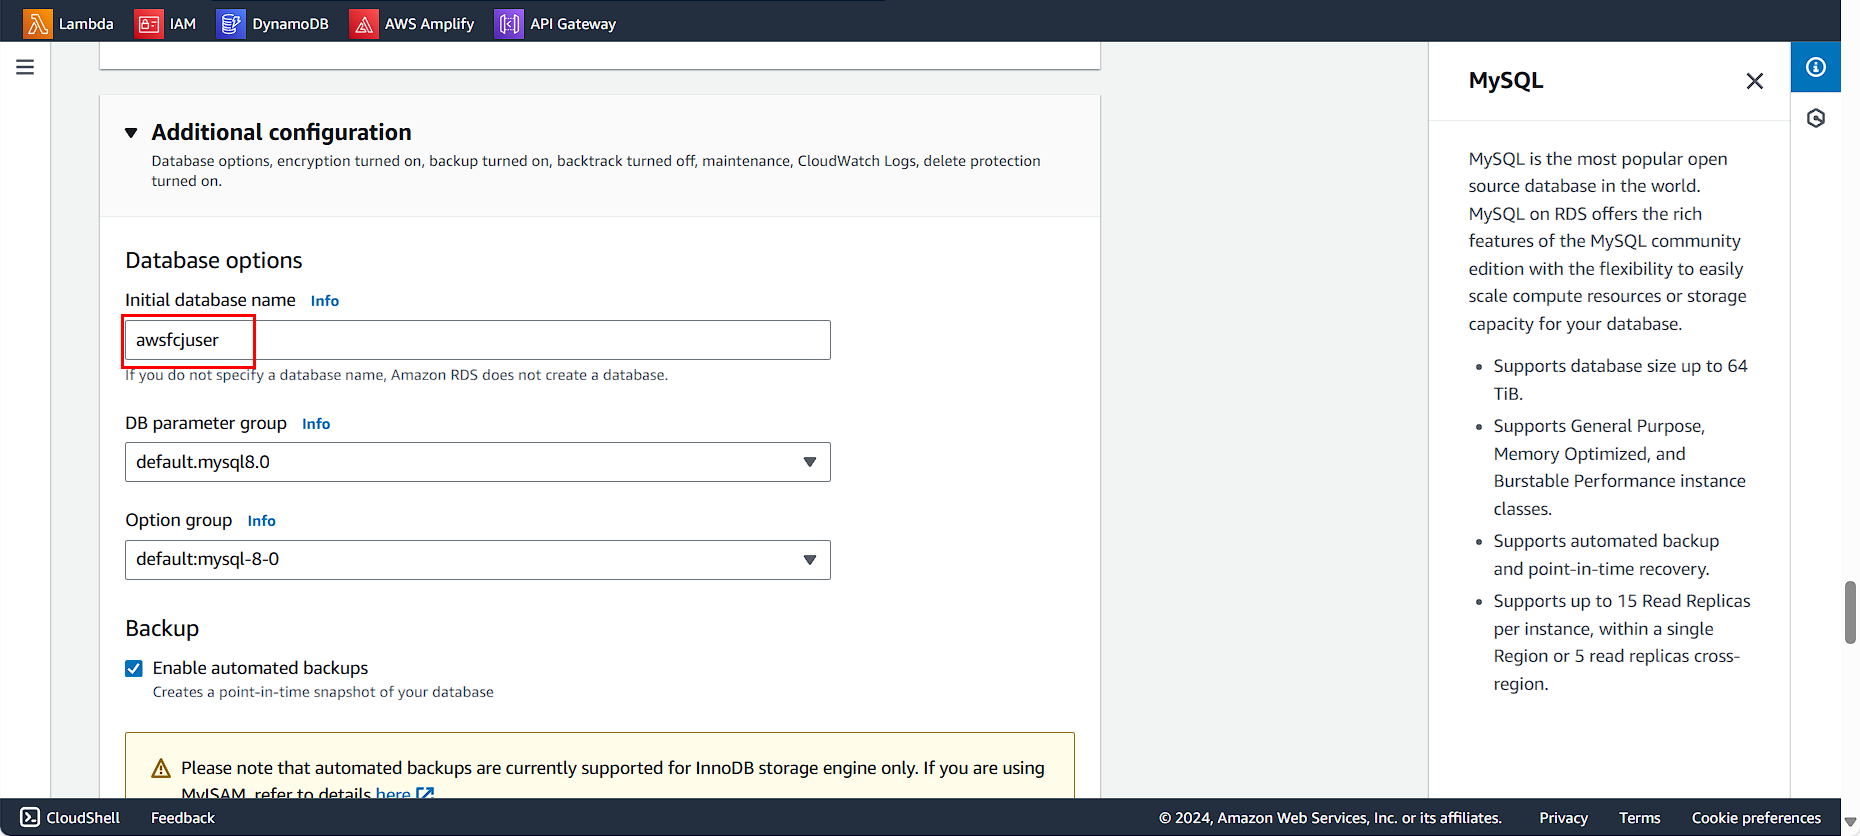 Lambda IAM DynamoDB AWS Amplify API Gateway
Additional configuration
Database options, encryption turned on, backup turned on, backtrack turned off, maintenance, CloudWatch Logs, delete protection
turned on.
Database options
Initial database name Info
awsfcjuser
If you do not specify a database name, Amazon RDS does not create a database.
DB parameter group Info
default.mysql8.0
Option group Info
default:mysql-8-0
Backup
Enable automated backups
Creates a point-in-time snapshot of your database
Please note that automated backups are currently supported for InnoDB storage engine only. If you are using
MyISAM, refer to details here
MySQL
MySQL is the most popular open
source database in the world.
MySQL on RDS offers the rich
features of the MySQL community
edition with the flexibility to easily
scale compute resources or storage
capacity for your database.
• Supports database size up to 64
TiB.
• Supports General Purpose,
Memory Optimized, and
Burstable Performance instance
classes.
• Supports automated backup
and point-in-time recovery.
• Supports up to 15 Read Replicas
per instance, within a single
Region or 5 read replicas cross-
region.
CloudShell Feedback © 2024, Amazon Web Services, Inc. or its affiliates. Privacy Terms Cookie preferences